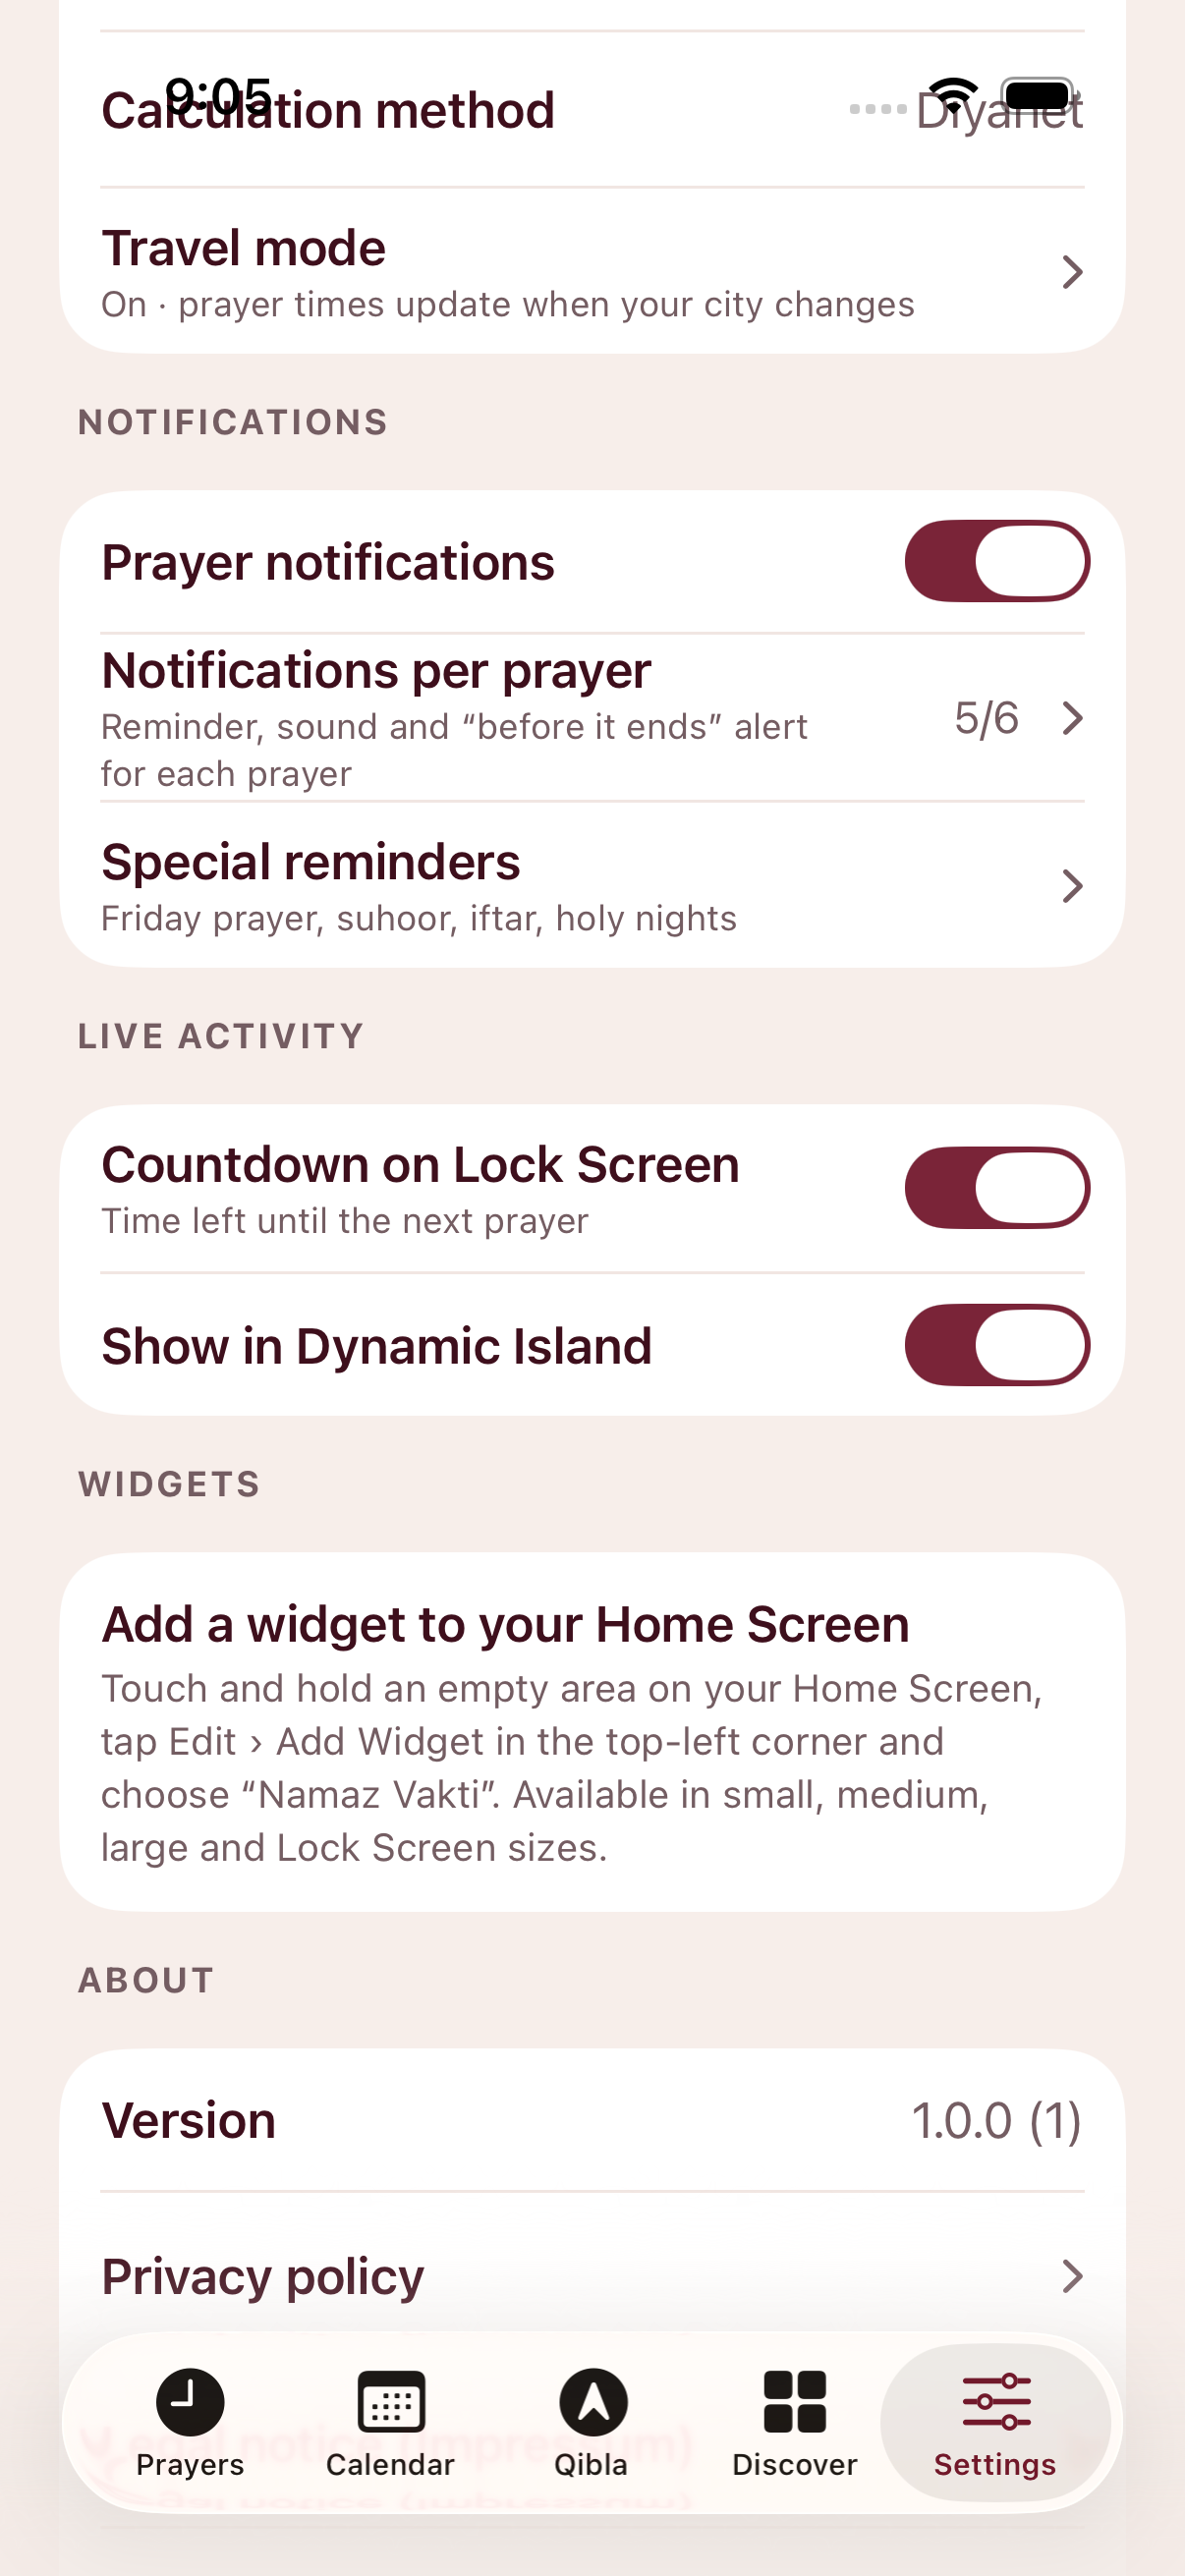 9:05
Calculation method
Diyanet
Travel mode
On · prayer times update when your city changes
NOTIFICATIONS
Prayer notifications
Notifications per prayer
Reminder, sound and “before it ends” alert
for each prayer
5/6
Special reminders
Friday prayer, suhoor, iftar, holy nights
LIVE ACTIVITY
Countdown on Lock Screen
Time left until the next prayer
Show in Dynamic Island
WIDGETS
Add a widget to your Home Screen
Touch and hold an empty area on your Home Screen,
tap Edit › Add Widget in the top-left corner and
choose “Namaz Vakti”. Available in small, medium,
large and Lock Screen sizes.
ABOUT
Version
1.0.0 (1)
Privacy policy
Legal notice (Impressum)
Prayers
Calendar
Qibla
Discover
Settings